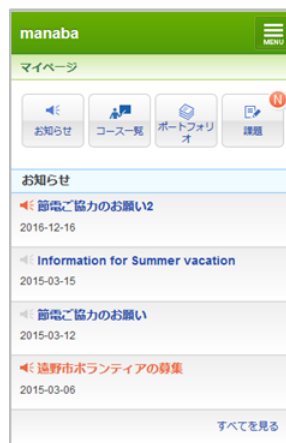 manaba
MENU
マイページ
N
お知らせ
コース一覧
ポートフォリ
オ
課題
お知らせ
節電ご協力のお願い2
2016-12-16
Information for Summer vacation
2015-03-15
節電ご協力のお願い
2015-03-12
遠野市ボランティアの募集
2015-03-06
すべてを見る